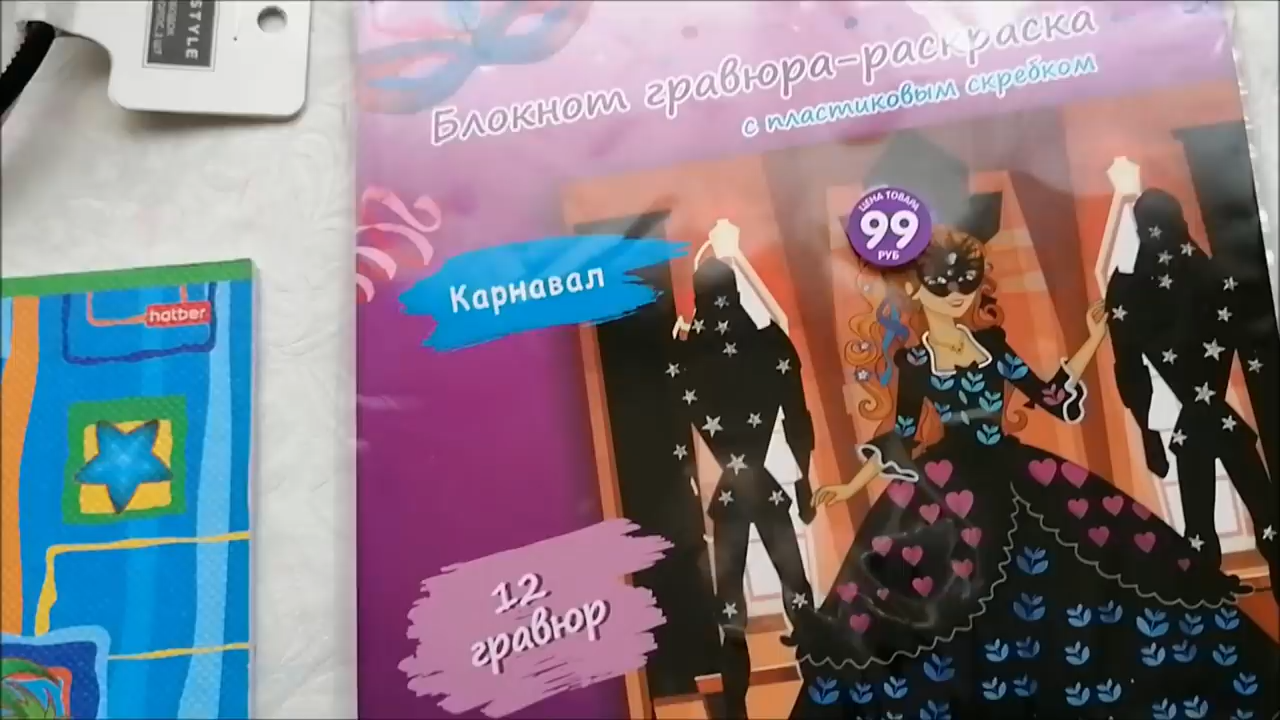 STYLE
Блокнот гравюра-раскраска
с пластиковым скребком
ЦЕНА ТОВАРА
99
РУБ
Карнавал
hatber
12
гравюр